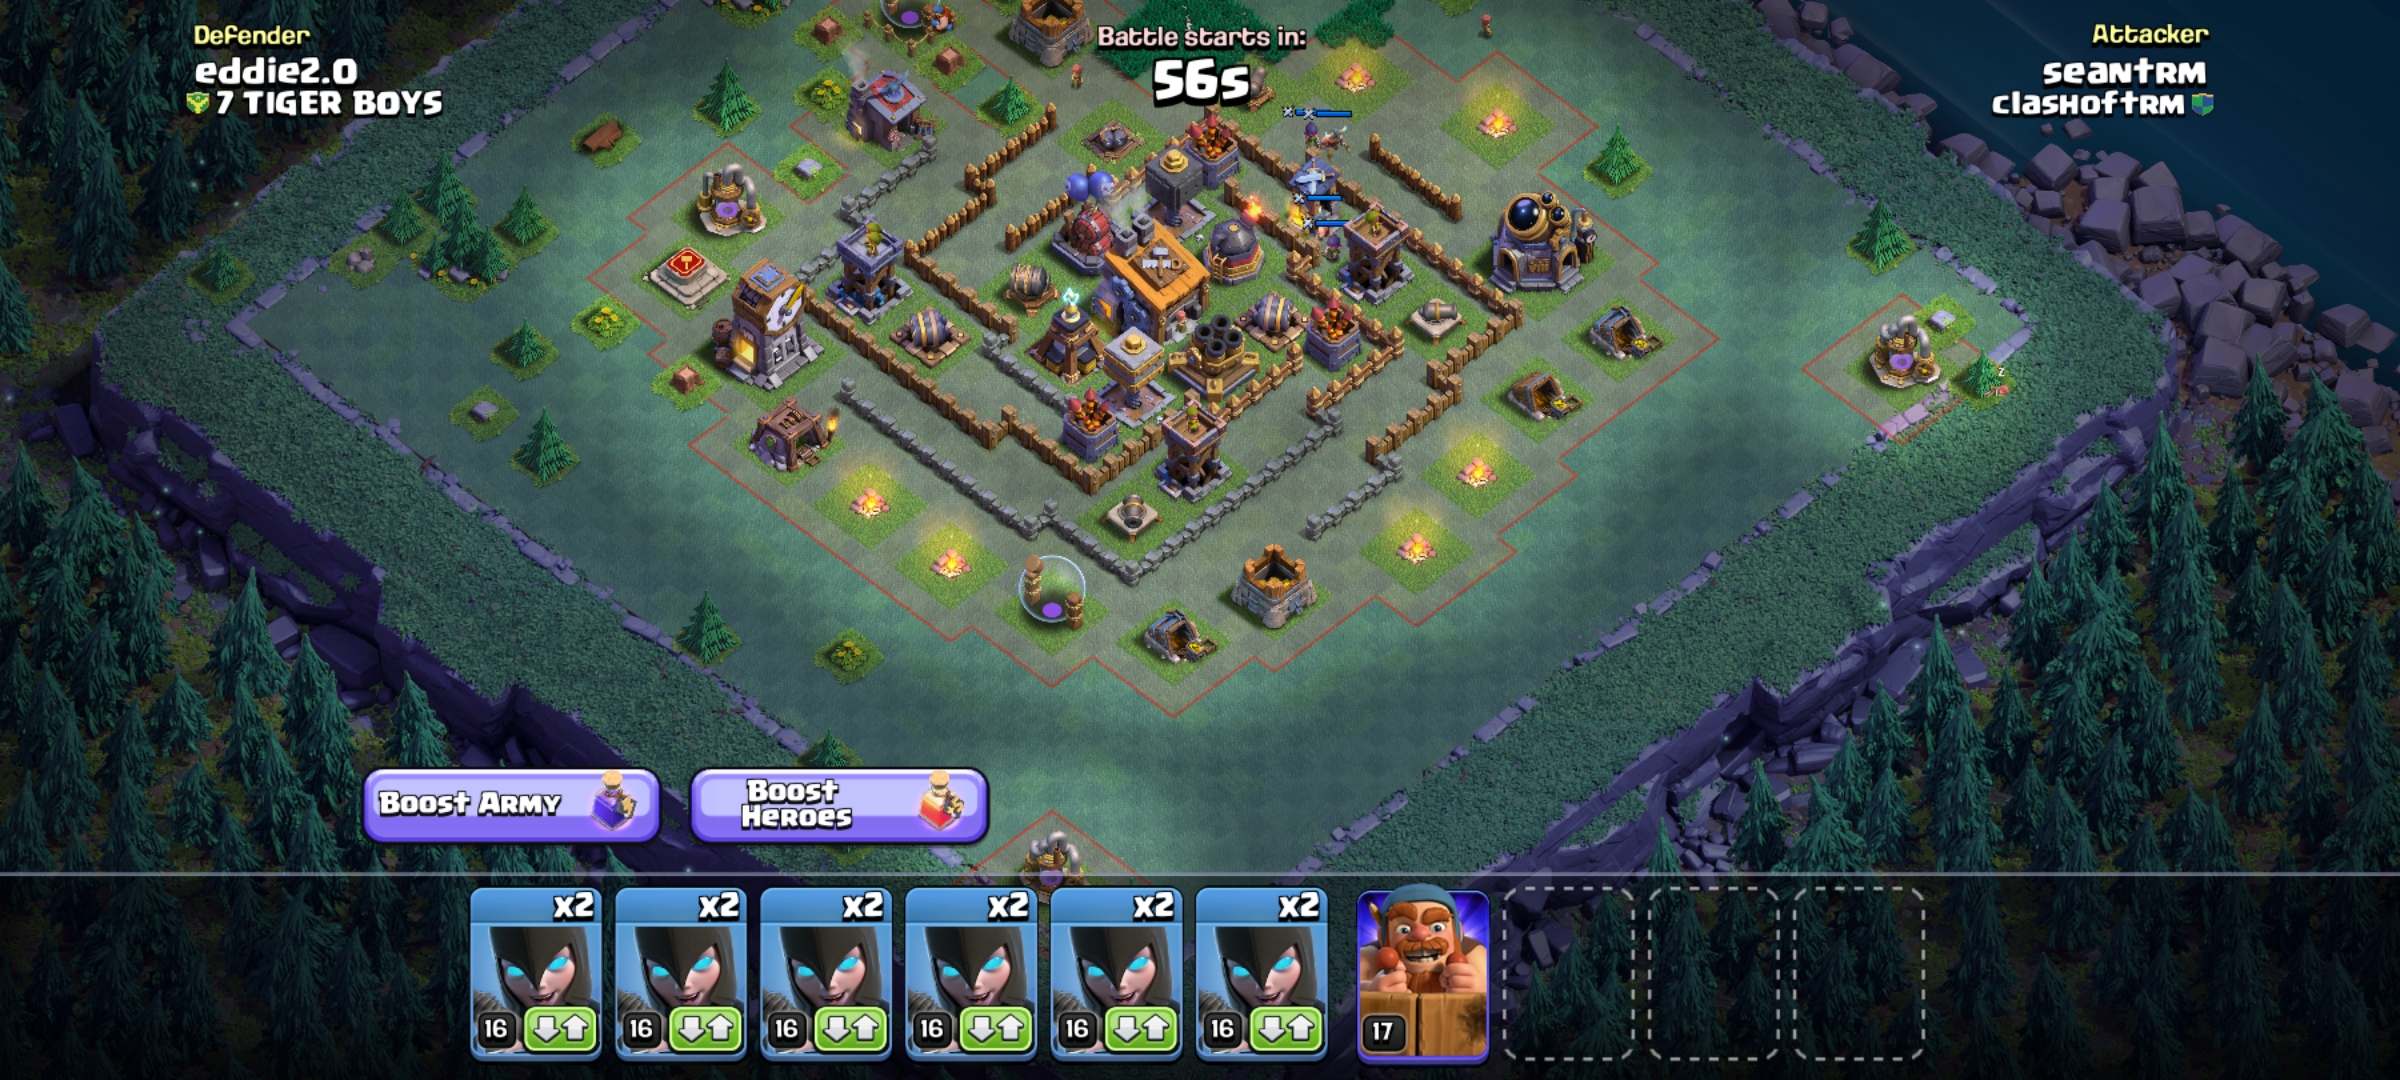 Defender
eddie2.0
7 TIGER BOYS
Battle starts in:
56s
Attacker
seantrm
clashoftrm
z
Boost Army
Boost
Heroes
x2
x2
x2
x2
x2
x2
16
16
16
16
16
16
17